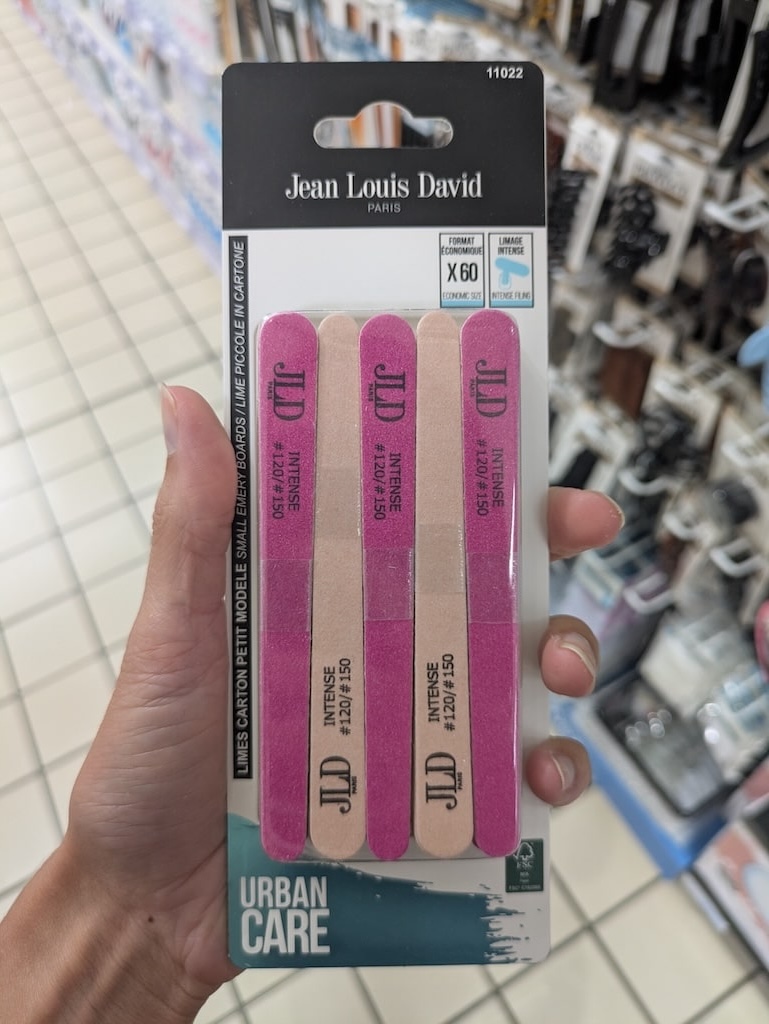 11022
Jean Louis David
PARIS
FORMAT
ÉCONOMIQUE
X 60
ECONOMIC SIZE
LIMAGE
INTENSE
INTENSE FILING
LIMES CARTON PETIT MODELE SMALL EMERY BOARDS / LIME PICCOLE IN CARTONE
JLD
PARIS
INTENSE
#120/#150
JLD
PARIS
INTENSE
#120/#150
JLD
PARIS
INTENSE
#120/#150
INTENSE
#120/#150
JLD
PARIS
INTENSE
#120/#150
JLD
PARIS
URBAN
CARE
FSC